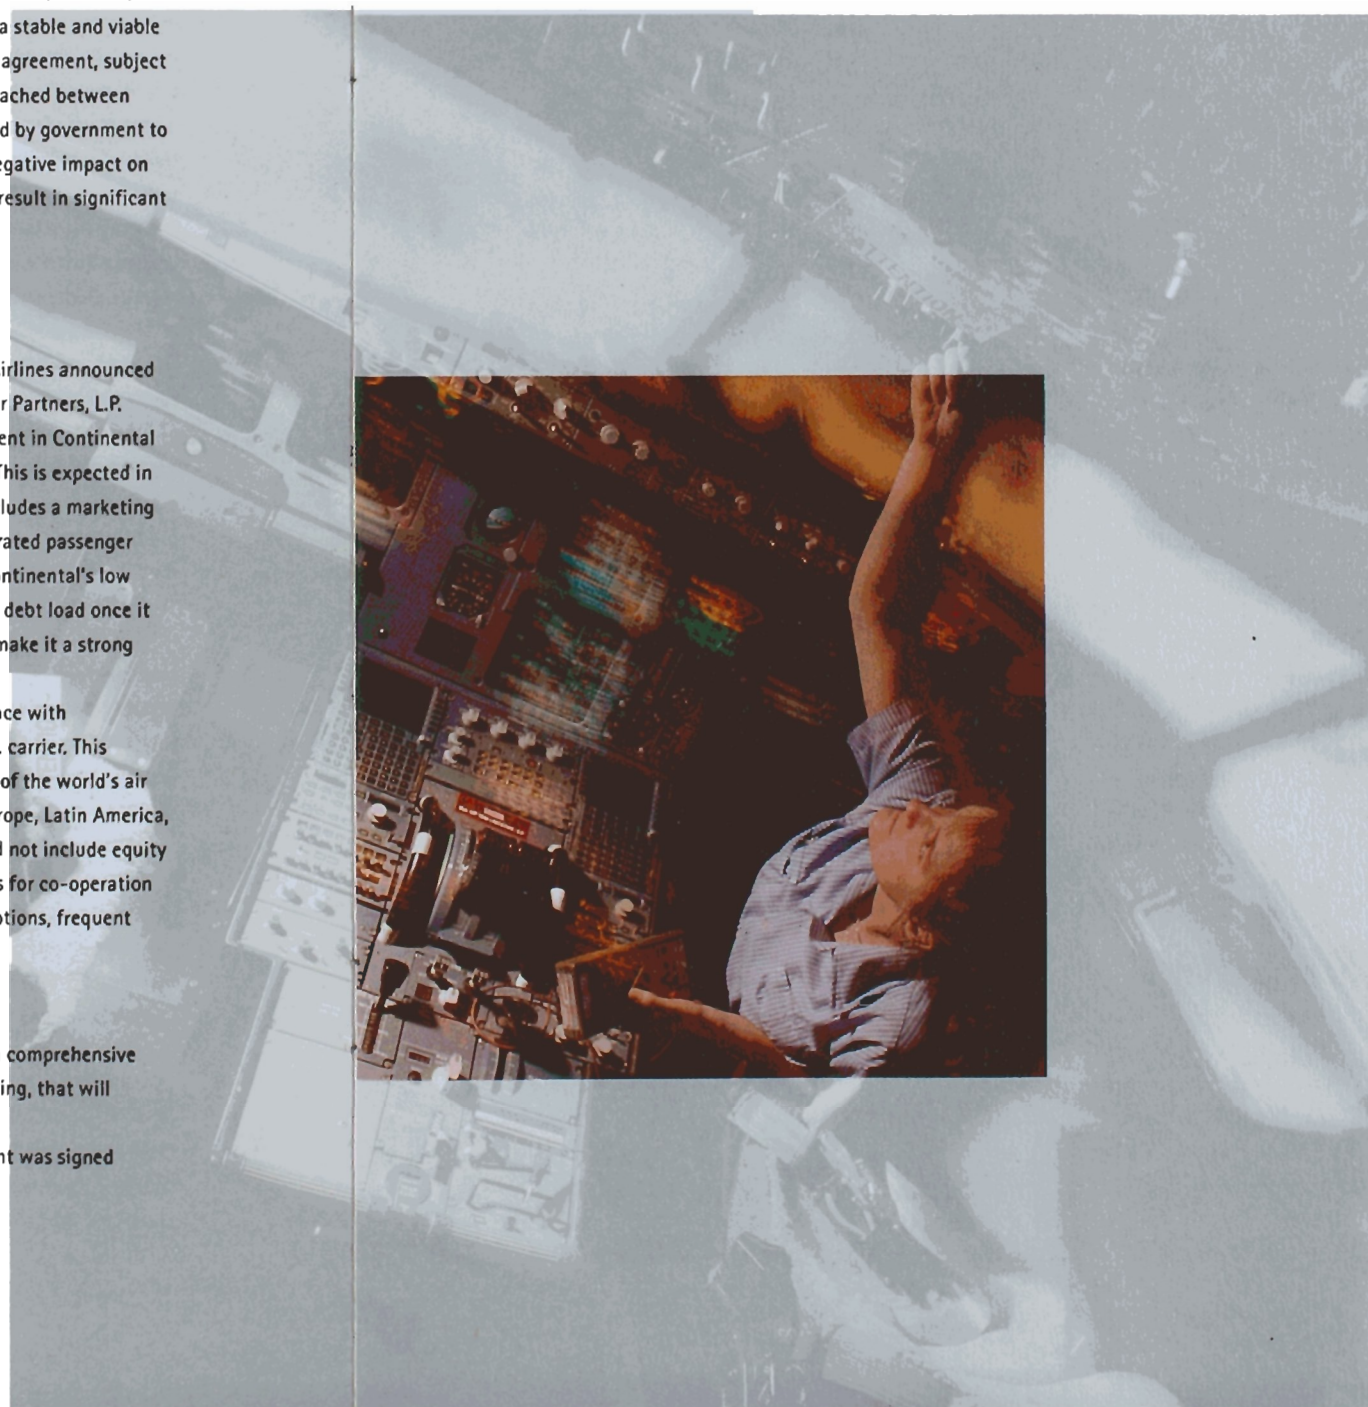 a stable and viable
agreement, subject
ached between
d by government to
egative impact on
result in significant
irlines announced
r Partners, L.P.
ent in Continental
This is expected in
ludes a marketing
rated passenger
ontinental's low
debt load once it
make it a strong
ce with
carrier. This
of the world's air
rope, Latin America,
d not include equity
s for co-operation
otions, frequent
comprehensive
ing, that will
nt was signed